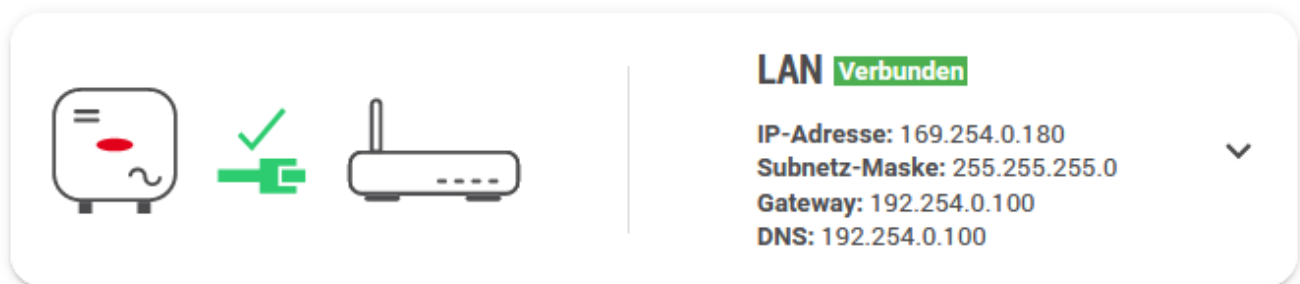 LAN Verbunden
IP-Adresse: 169.254.0.180
Subnetz-Maske: 255.255.255.0
Gateway: 192.254.0.100
DNS: 192.254.0.100